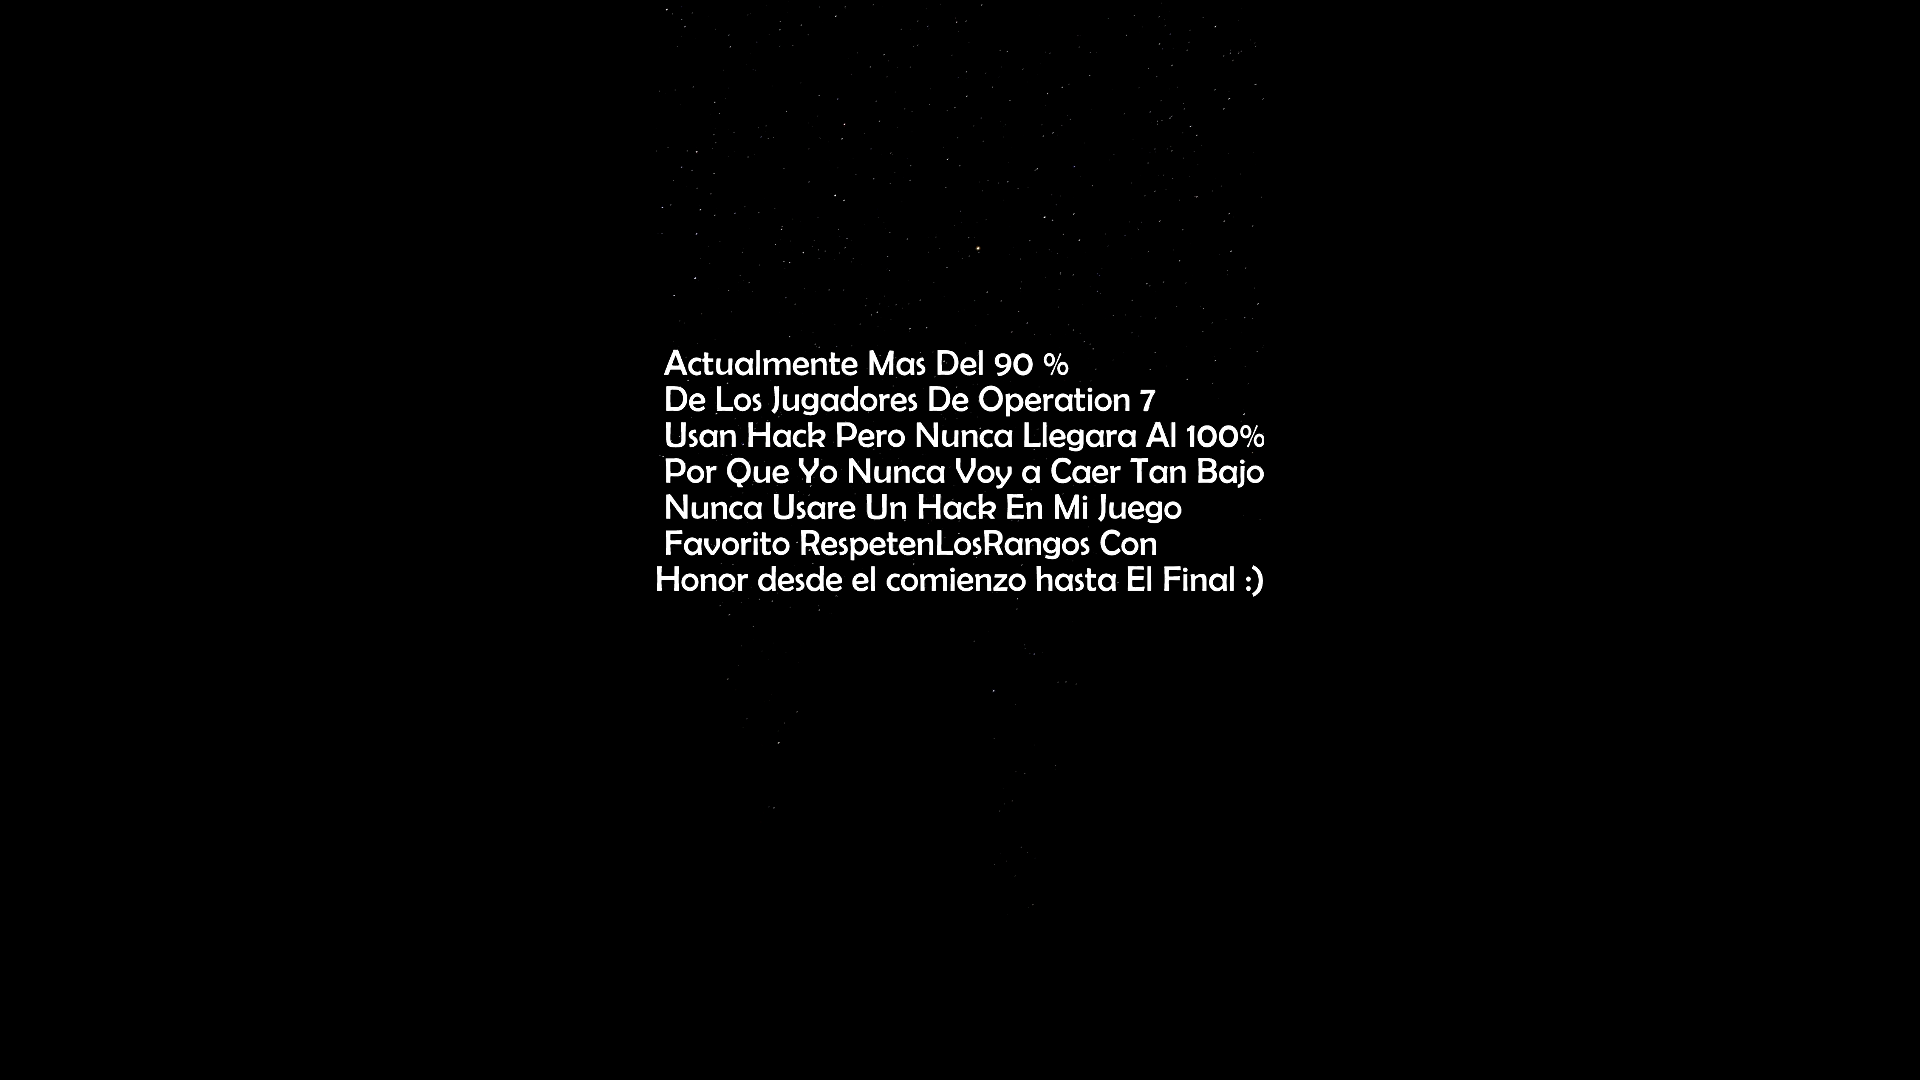 Actualmente Mas Del 90 %
De Los Jugadores De Operation 7
Usan Hack Pero Nunca Llegara Al 100%
Por Que Yo Nunca Voy a Caer Tan Bajo
Nunca Usare Un Hack En Mi Juego
Favorito RespetenLosRangos Con
Honor desde el comienzo hasta El Final :)